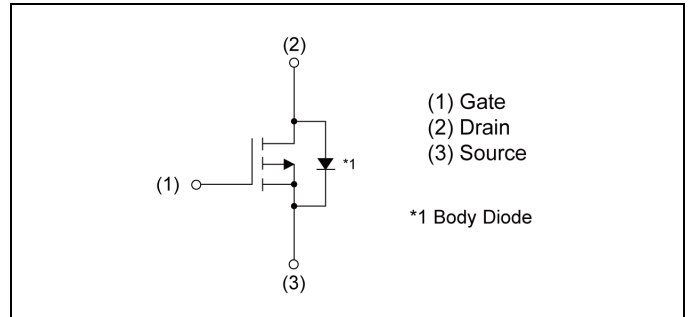 (2)
(1) Gate
(2) Drain
(3) Source
*1
(1)
*1 Body Diode
(3)